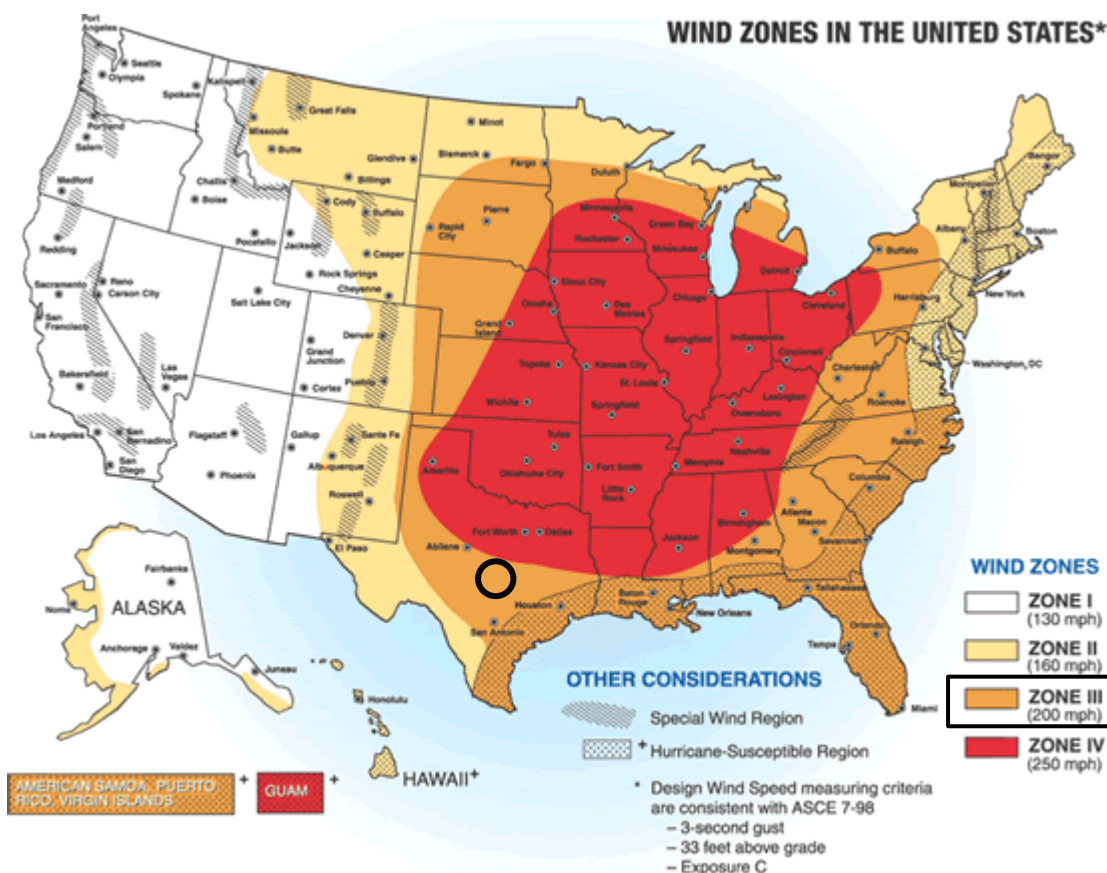 WIND ZONES IN THE UNITED STATES*
Port
Angeles
Seattle
Olympia
Spokane
Kalispell
Great Falls
Portland
Salem
Missoula
Butte
Glendive
Billings
Minot
Bismarck
Fargo
Duluth
Medford
Challis
Boise
Cody
Buffalo
Rapid
City
Pierre
Minneapolis
Rochester
Green Bay
Milwaukee
Bangor
Montpelier
Boston
Albany
Buffalo
Redding
Pocatello
Jackson
Casper
Rock Springs
Cheyenne
Sioux City
Des
Moines
Omaha
Chicago
Detroit
Cleveland
Harrisburg
New York
Sacramento
Reno
Carson City
San
Francisco
Salt Lake City
Grand
Junction
Denver
Pueblo
Cortez
Grand
Island
Topeka
Kansas City
Springfield
Indianapolis
Cincinnati
Charleston
Washington, DC
Bakersfield
Las
Vegas
St. Louis
Wichita
Springfield
Lexington
Owensboro
Roanoke
Raleigh
Los Angeles
San
Bernadino
San
Diego
Flagstaff
Phoenix
Gallup
Sante Fe
Albuquerque
Roswell
El Paso
Amarillo
Tulsa
Oklahoma City
Fort Smith
Little
Rock
Memphis
Nashville
Columbia
Atlanta
Macon
Savannah
Birmingham
Montgomery
Fort Worth
Dallas
Abilene
Jackson
Tallahassee
Houston
San Antonio
Baton
Rouge
New Orleans
Orlando
Tampa
Miami
Fairbanks
Nome
ALASKA
Anchorage
Valdez
Juneau
Honolulu
HAWAII+
WIND ZONES
ZONE I
(130 mph)
ZONE II
(160 mph)
ZONE III
(200 mph)
ZONE IV
(250 mph)
OTHER CONSIDERATIONS
Special Wind Region
+ Hurricane-Susceptible Region
* Design Wind Speed measuring criteria
are consistent with ASCE 7-98
– 3-second gust
– 33 feet above grade
– Exposure C
AMERICAN SAMOA, PUERTO
RICO, VIRGIN ISLANDS
+
GUAM
+